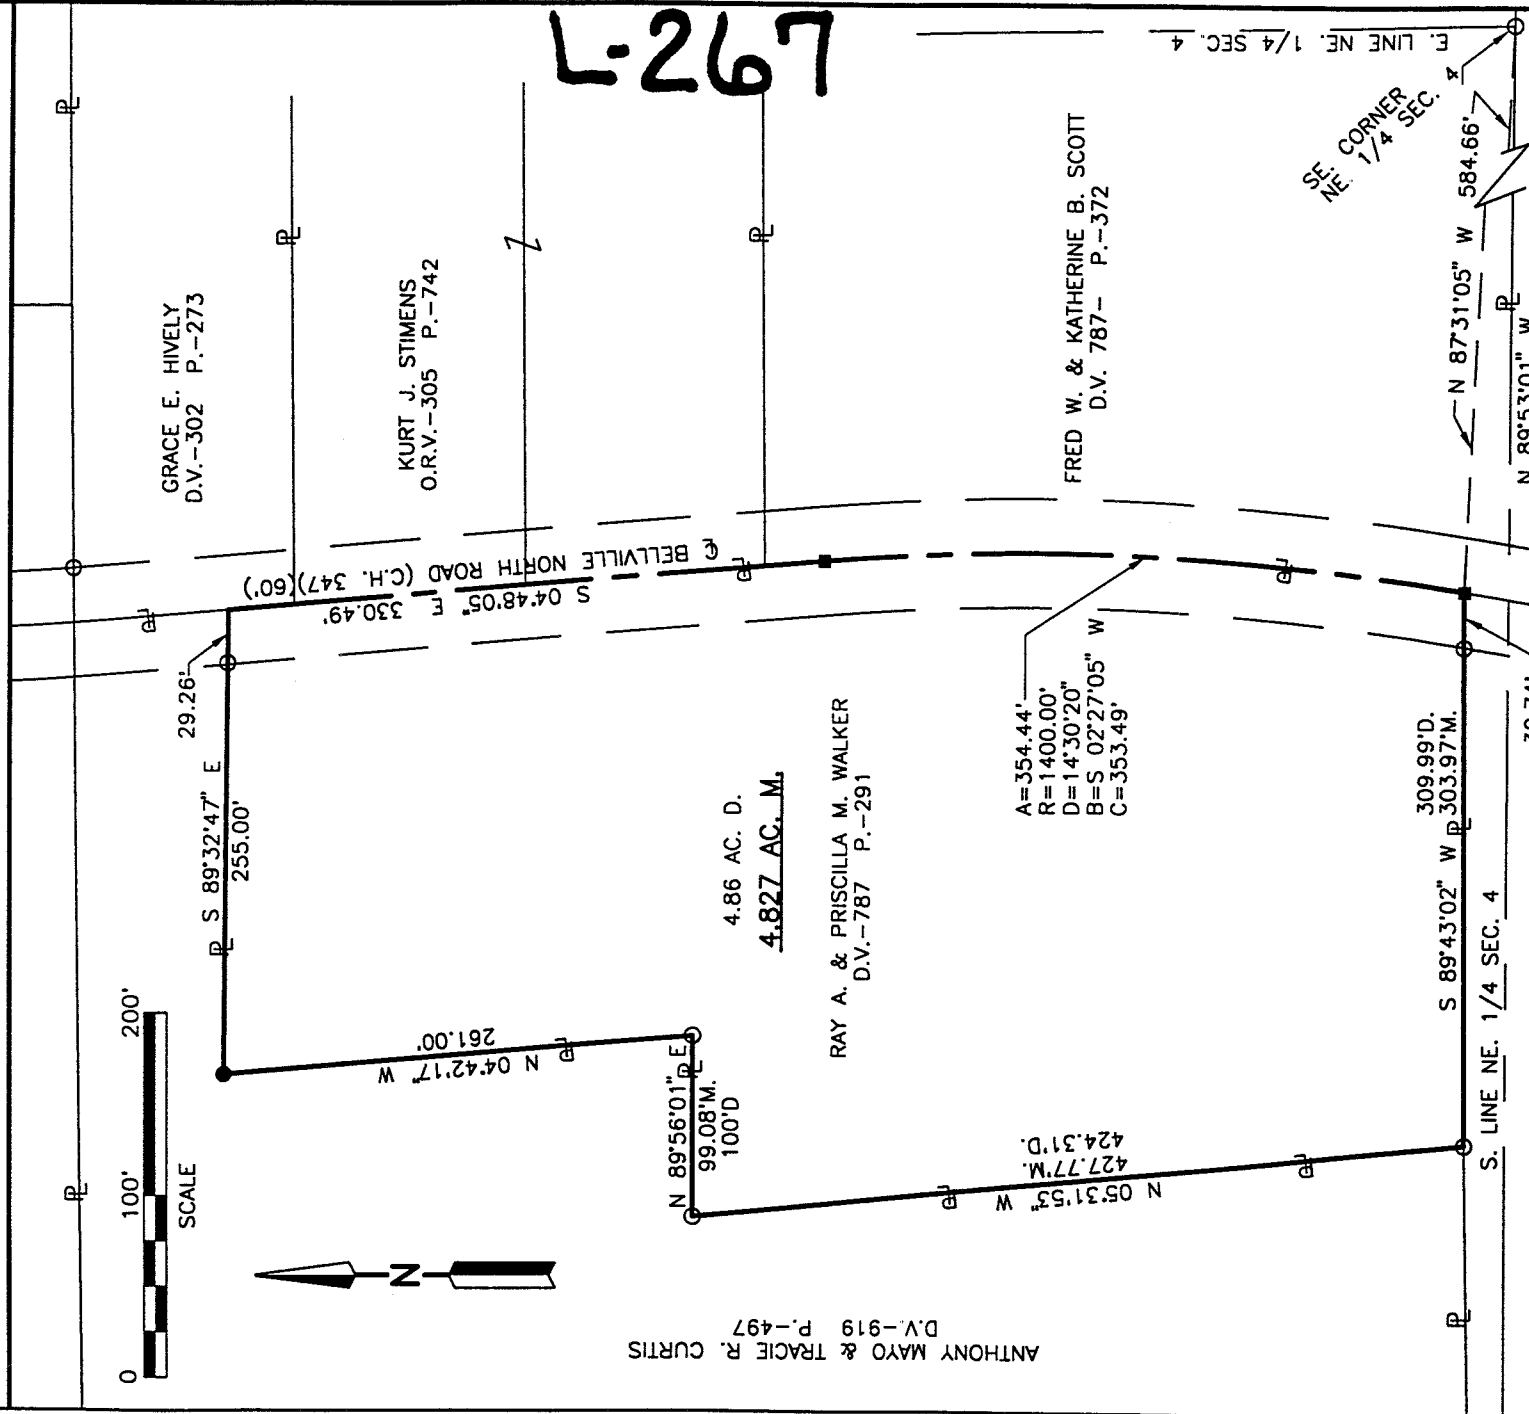 L-267
E. LINE NE. 1/4 SEC. 4
SE. CORNER
NE. 1/4 SEC. 4
GRACE E. HIVELY
D.V.-302 P.-273
KURT J. STIMENS
O.R.V.-305 P.-742
FRED W. & KATHERINE B. SCOTT
D.V. 787- P.-372
N 87°31'05" W 584.66'
N 89°53'01" W
℄ BELLVILLE NORTH ROAD (C.H. 347)(60')
S 04°48'05" E 330.49'
29.26'
S 89°32'47" E
255.00'
A=354.44'
R=1400.00'
D=14°30'20"
B=S 02°27'05" W
C=353.49'
4.86 AC. D.
4.827 AC. M.
RAY A. & PRISCILLA M. WALKER
D.V.-787 P.-291
309.99'D.
S 89°43'02" W 303.97'M.
S. LINE NE. 1/4 SEC. 4
N 04°42'17" W
261.00'
N 89°56'01" E
99.08'M.
100'D
N 05°31'53" W
427.77'M.
424.31'D.
0 100' 200'
SCALE
N
ANTHONY MAYO & TRACIE R. CURTIS
D.V.-919 P.-497